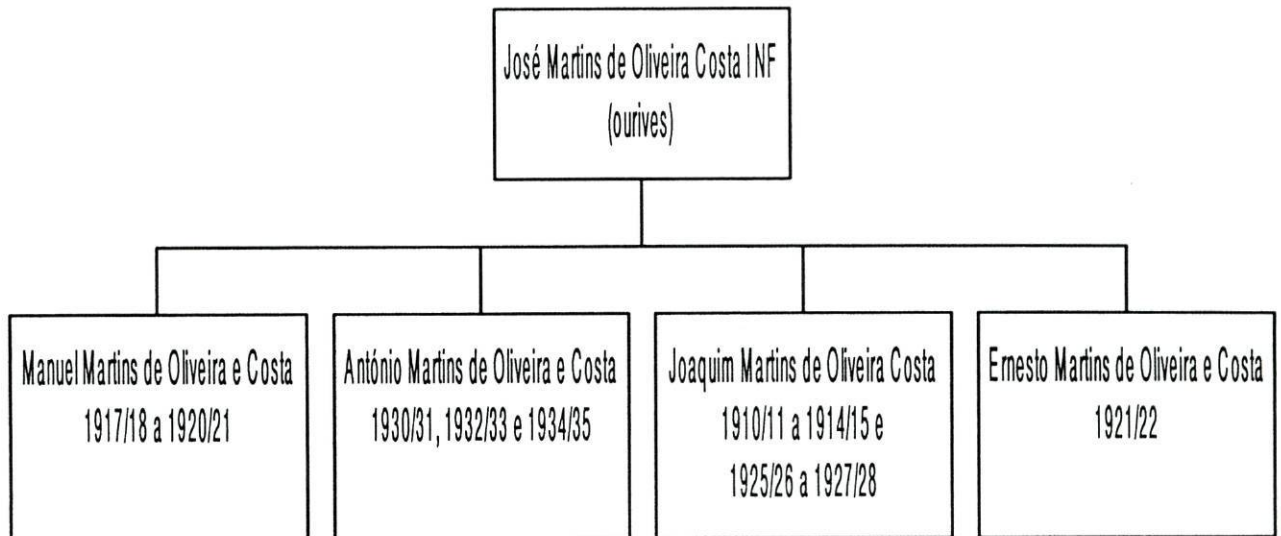 José Martins de Oliveira Costa INF
(ourives)
Manuel Martins de Oliveira e Costa
1917/18 a 1920/21
António Martins de Oliveira e Costa
1930/31, 1932/33 e 1934/35
Joaquim Martins de Oliveira Costa
1910/11 a 1914/15 e
1925/26 a 1927/28
Ernesto Martins de Oliveira e Costa
1921/22